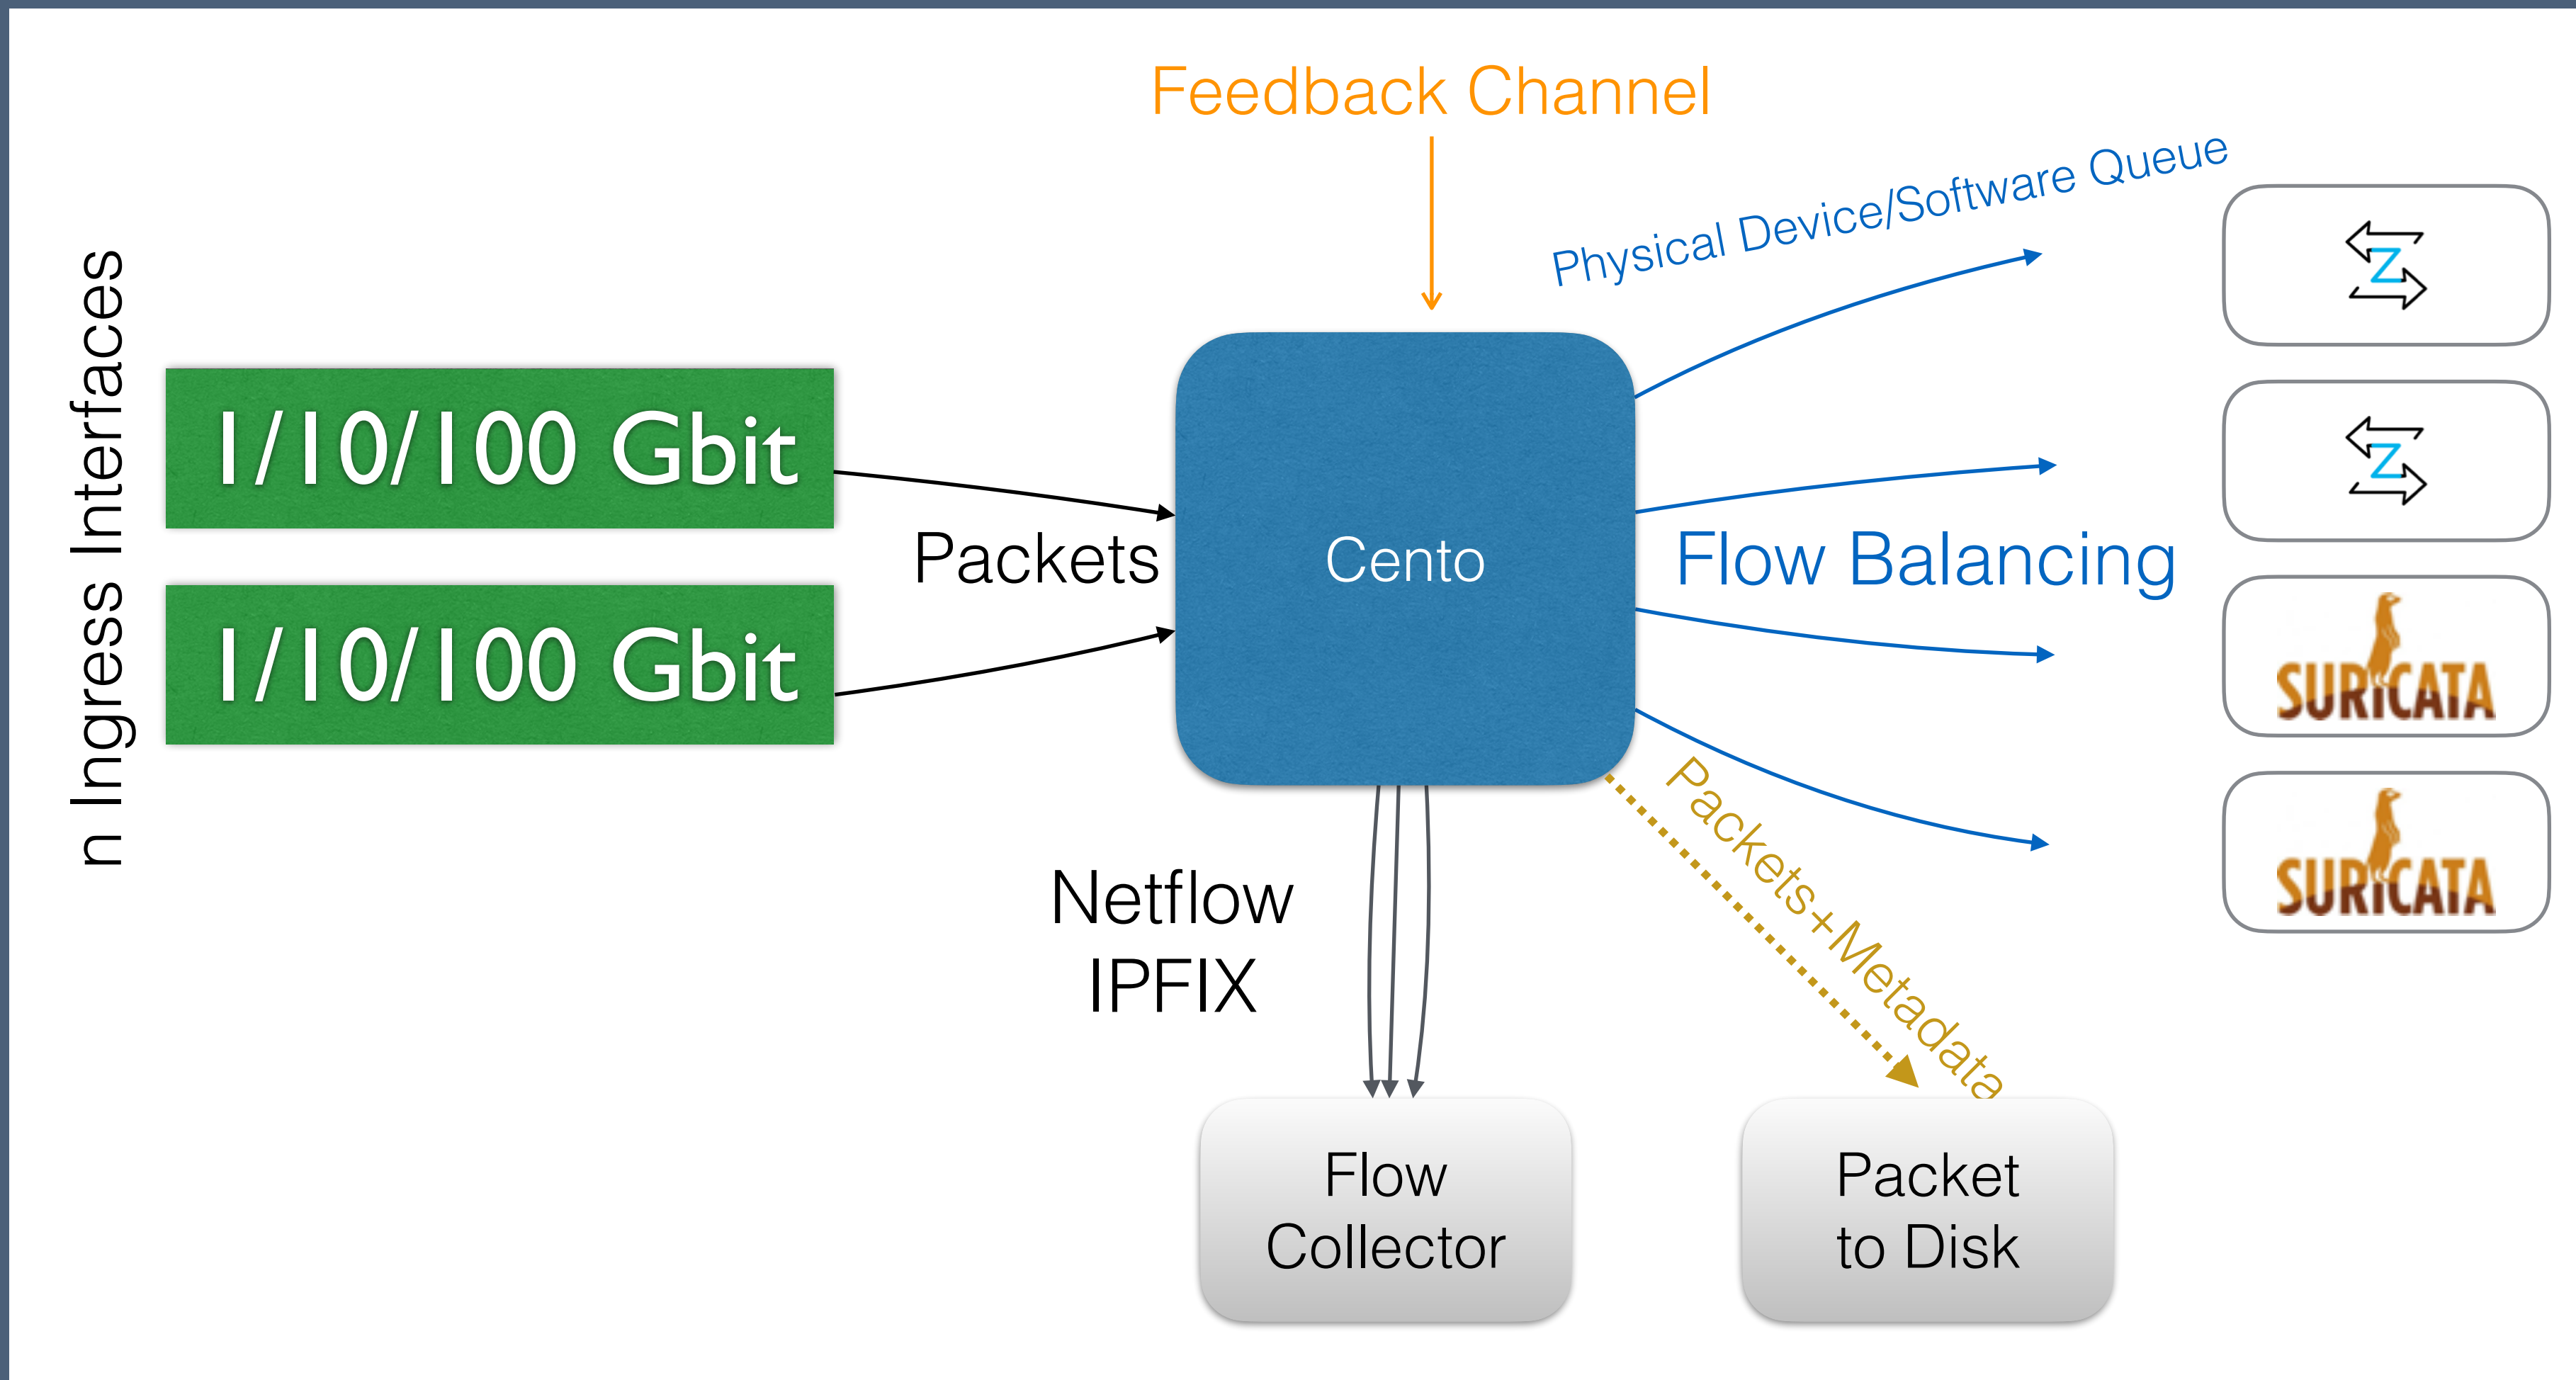 Feedback Channel
Physical Device/Software Queue
n Ingress Interfaces
1/10/100 Gbit
1/10/100 Gbit
Packets
Cento
Flow Balancing
Z
Z
SURICATA
SURICATA
Netflow
IPFIX
Packets+Metadata
Flow
Collector
Packet
to Disk